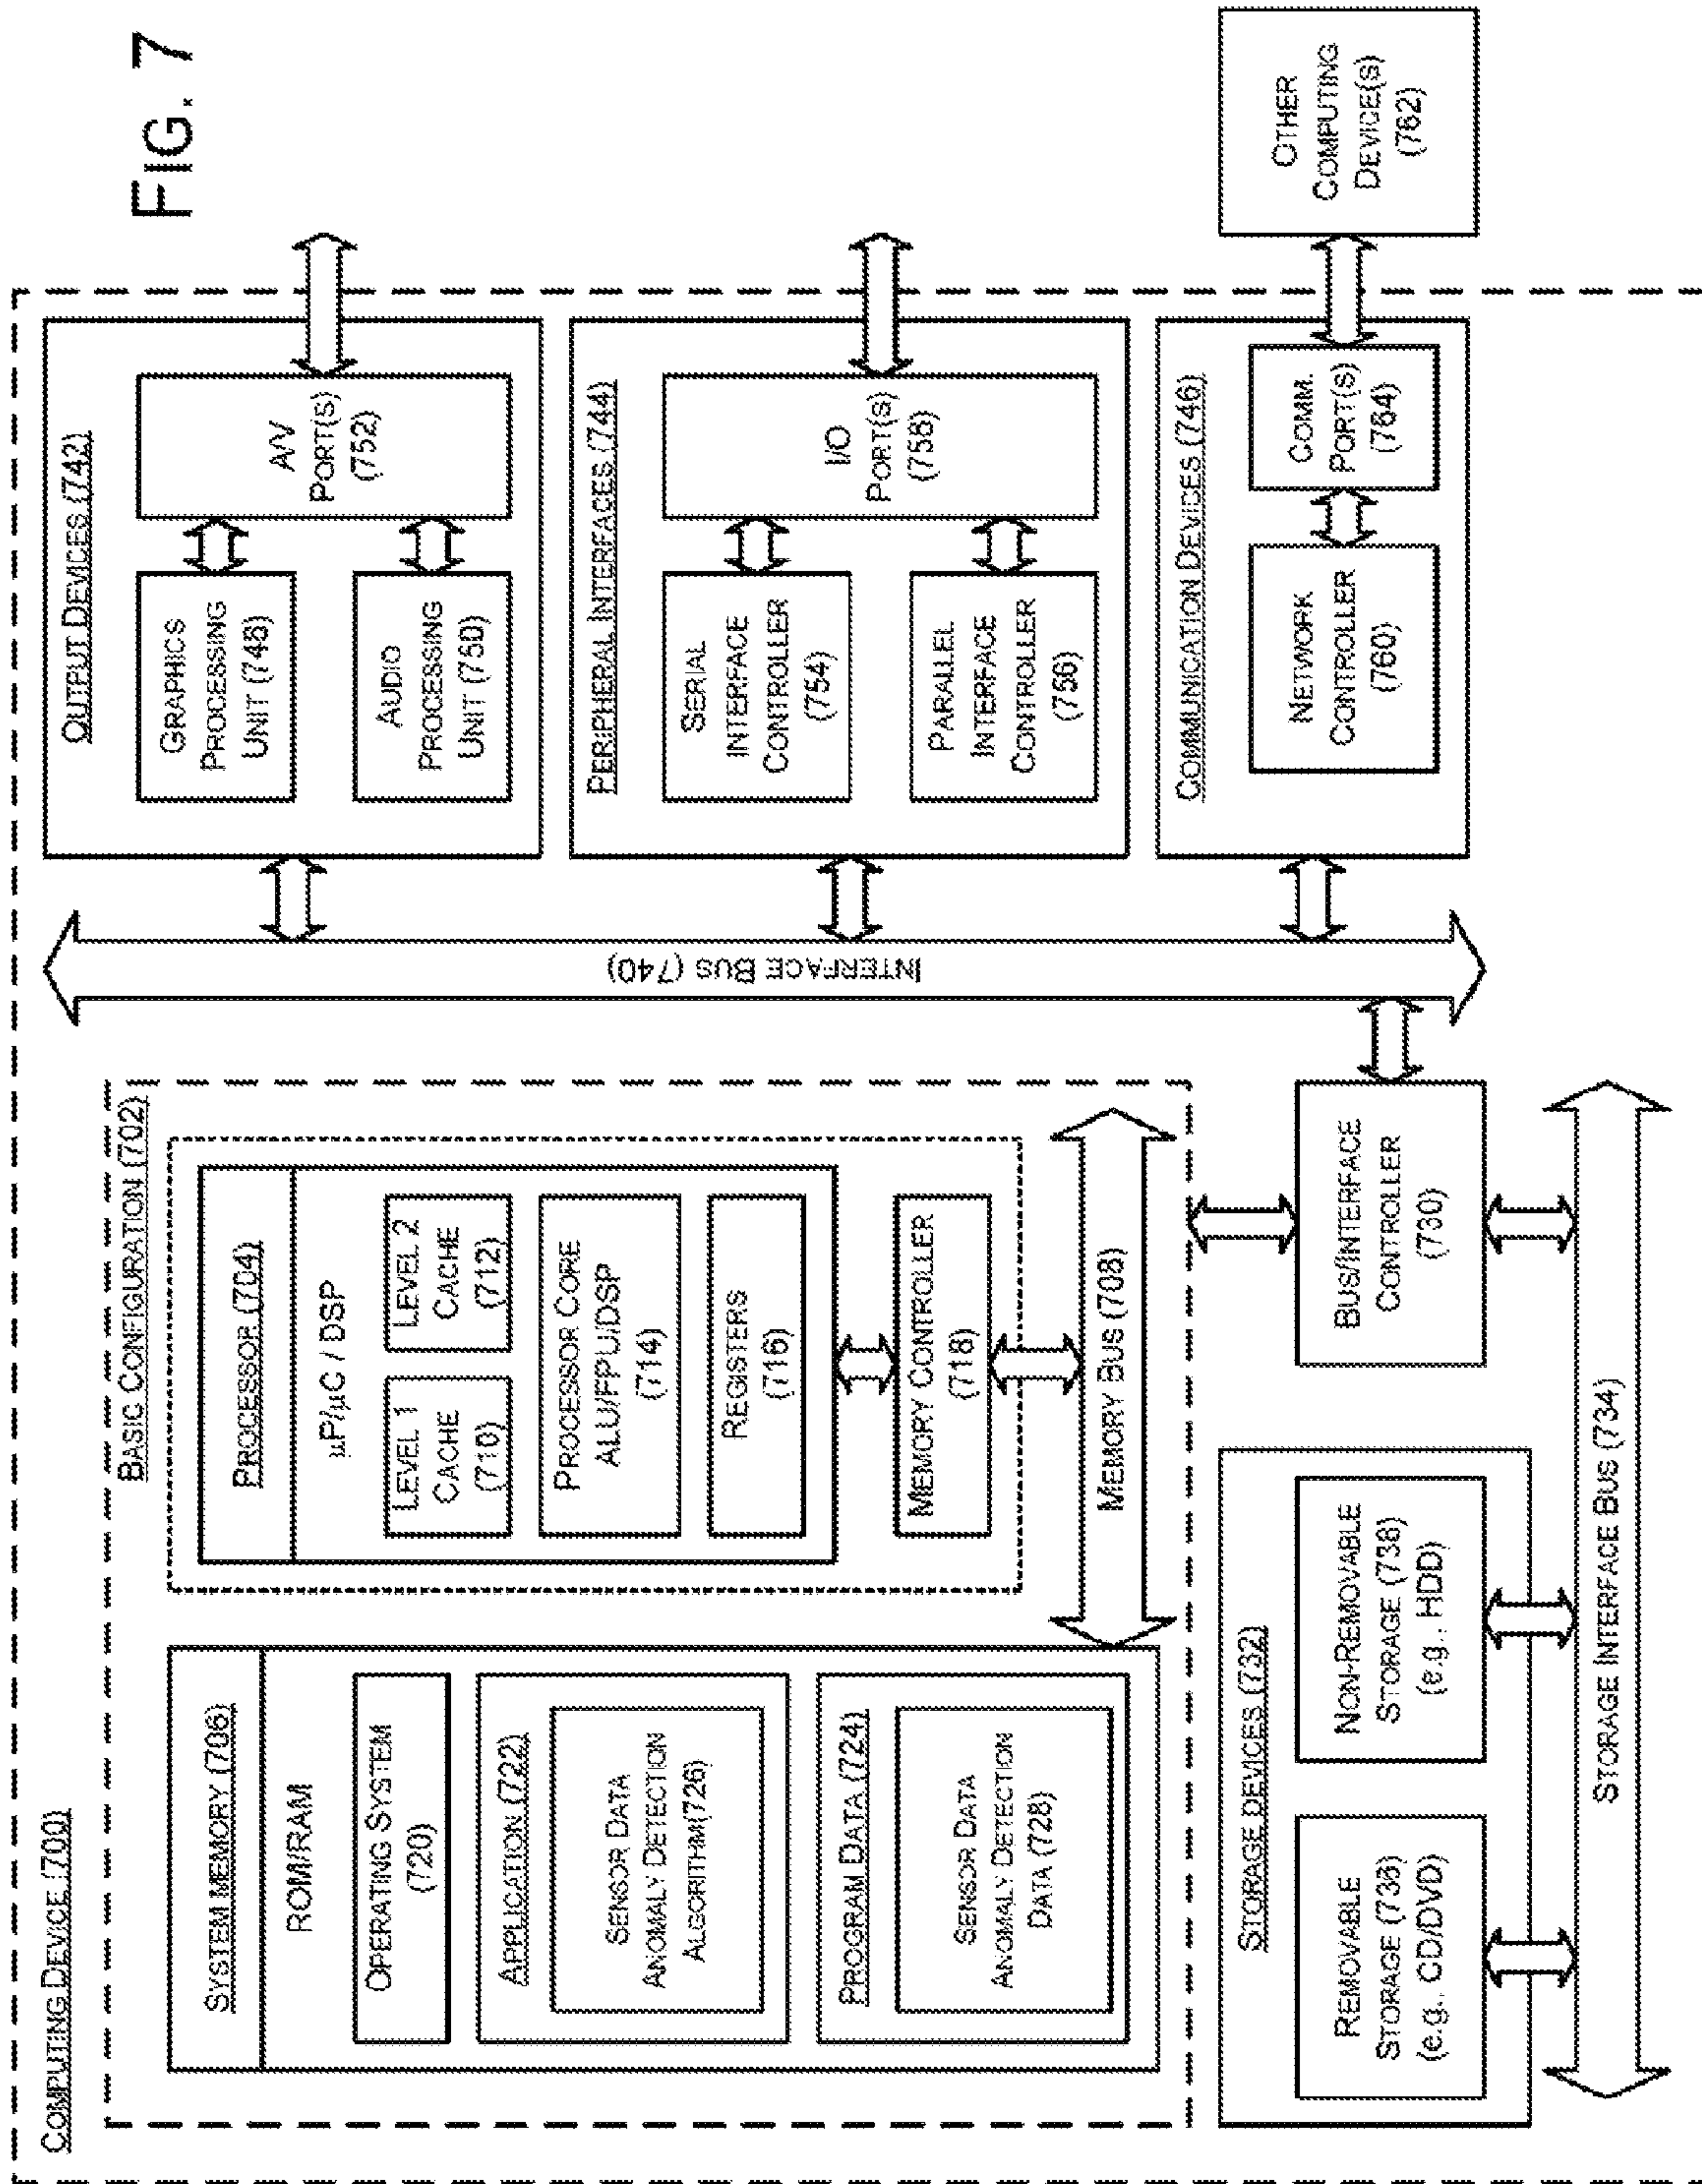 FIG. 7
COMPUTING DEVICE (700)
BASIC CONFIGURATION (702)
SYSTEM MEMORY (706)
ROM/RAM
OPERATING SYSTEM
(720)
APPLICATION (722)
SENSOR DATA
ANOMALY DETECTION
ALGORITHM(726)
PROGRAM DATA (724)
SENSOR DATA
ANOMALY DETECTION
DATA (728)
PROCESSOR (704)
µP/µC / DSP
LEVEL 1
CACHE
(710)
LEVEL 2
CACHE
(712)
PROCESSOR CORE
ALU/FPU/DSP
(714)
REGISTERS
(716)
MEMORY CONTROLLER
(718)
MEMORY BUS (708)
BUS/INTERFACE
CONTROLLER
(730)
STORAGE DEVICES (732)
REMOVABLE
STORAGE (738)
(e.g., CD/DVD)
NON-REMOVABLE
STORAGE (738)
(e.g., HDD)
STORAGE INTERFACE BUS (734)
INTERFACE BUS (740)
OUTPUT DEVICES (742)
GRAPHICS
PROCESSING
UNIT (748)
AUDIO
PROCESSING
UNIT (750)
A/V
PORT(S)
(752)
PERIPHERAL INTERFACES (744)
SERIAL
INTERFACE
CONTROLLER
(754)
PARALLEL
INTERFACE
CONTROLLER
(756)
I/O
PORT(S)
(758)
COMMUNICATION DEVICES (746)
NETWORK
CONTROLLER
(760)
COMM.
PORT(S)
(764)
OTHER
COMPUTING
DEVICE(S)
(762)